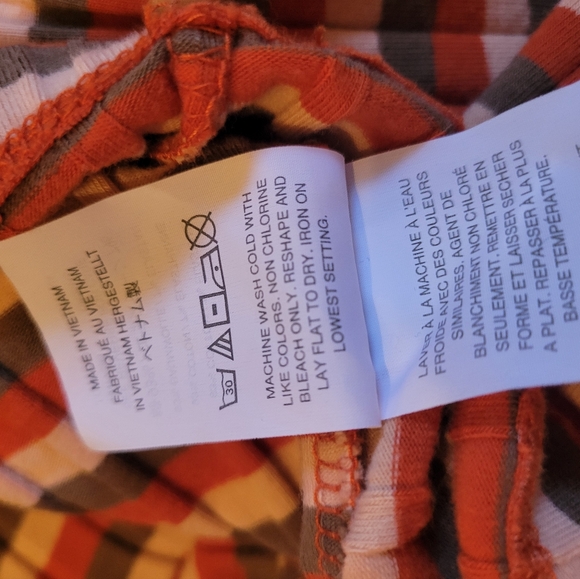 MADE IN VIETNAM
FABRIQUÉ AU VIETNAM
IN VIETNAM HERGESTELLT
ベトナム製
30
MACHINE WASH COLD WITH
LIKE COLORS. NON CHLORINE
BLEACH ONLY. RESHAPE AND
LAY FLAT TO DRY. IRON ON
LOWEST SETTING.
LAVER À LA MACHINE À L'EAU
FROIDE AVEC DES COULEURS
SIMILAIRES. AGENT DE
BLANCHIMENT NON CHLORÉ
SEULEMENT. REMETTRE EN
FORME ET LAISSER SÉCHER
A PLAT. REPASSER À LA PLUS
BASSE TEMPÉRATURE.